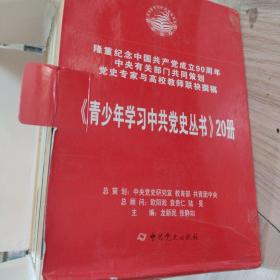 隆重纪念中国共产党成立90周年
中央有关部门共同策划
党史专家与高校教师联袂撰稿
《青少年学习中共党史丛书》20册
总策划：中央党史研究室 教育部 共青团中央
总顾问：欧阳淞 袁贵仁 陆昊
主编：龙新民 张静如
中共党史出版社